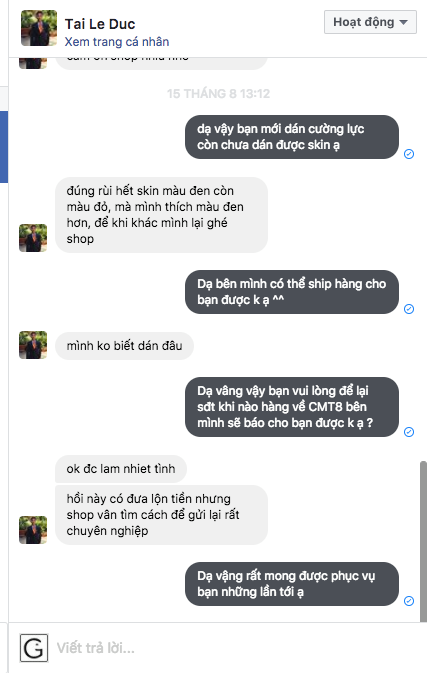 Tai Le Duc
Hoạt động
Xem trang cá nhân
cảm ơn shop nhiu nhé
15 THÁNG 8 13:12
dạ vậy bạn mới dán cường lực
còn chưa dán được skin ạ
đúng rùi hết skin màu đen còn
màu đỏ, mà mình thích màu đen
hơn, để khi khác mình lại ghé
shop
Dạ bên mình có thể ship hàng cho
bạn được k ạ ^^
mình ko biết dán đâu
Dạ vâng vậy bạn vui lòng để lại
sđt khi nào hàng về CMT8 bên
mình sẽ báo cho bạn được k ạ ?
ok đc lam nhiet tình
hồi này có đưa lộn tiền nhưng
shop vân tìm cách để gửi lại rất
chuyên nghiệp
Dạ vậng rất mong được phục vụ
bạn những lần tới ạ
G
Viết trả lời...